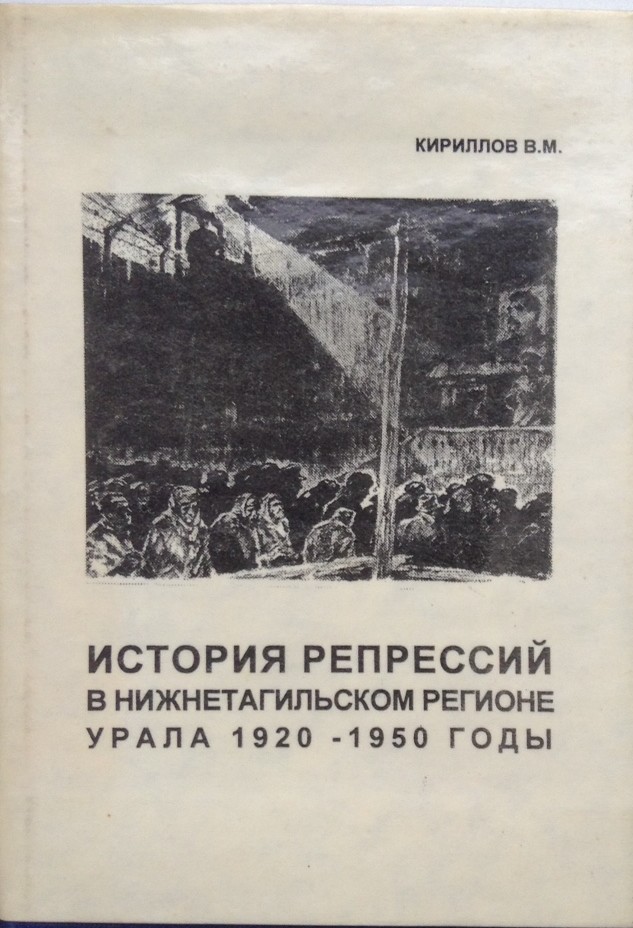 КИРИЛЛОВ В.М.
ИСТОРИЯ РЕПРЕССИЙ
В НИЖНЕТАГИЛЬСКОМ РЕГИОНЕ
УРАЛА 1920 -1950 ГОДЫ